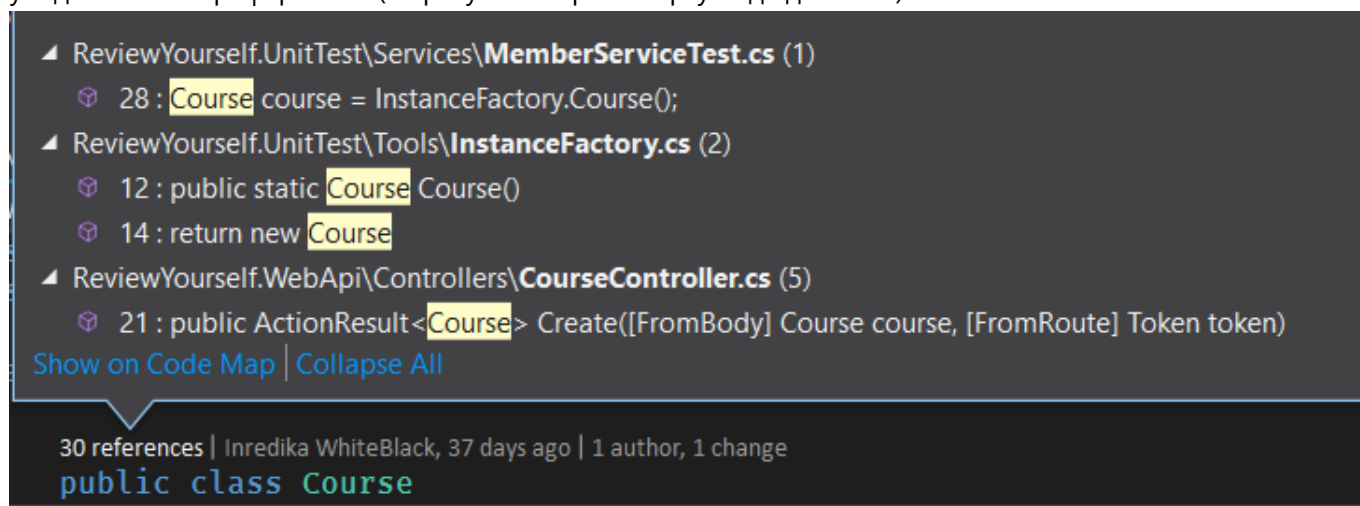 ◢ ReviewYourself.UnitTest\Services\MemberServiceTest.cs (1)
28 : Course course = InstanceFactory.Course();
◢ ReviewYourself.UnitTest\Tools\InstanceFactory.cs (2)
12 : public static Course Course()
14 : return new Course
◢ ReviewYourself.WebApi\Controllers\CourseController.cs (5)
21 : public ActionResult<Course> Create([FromBody] Course course, [FromRoute] Token token)
Show on Code Map | Collapse All
30 references | Inredika WhiteBlack, 37 days ago | 1 author, 1 change
public class Course